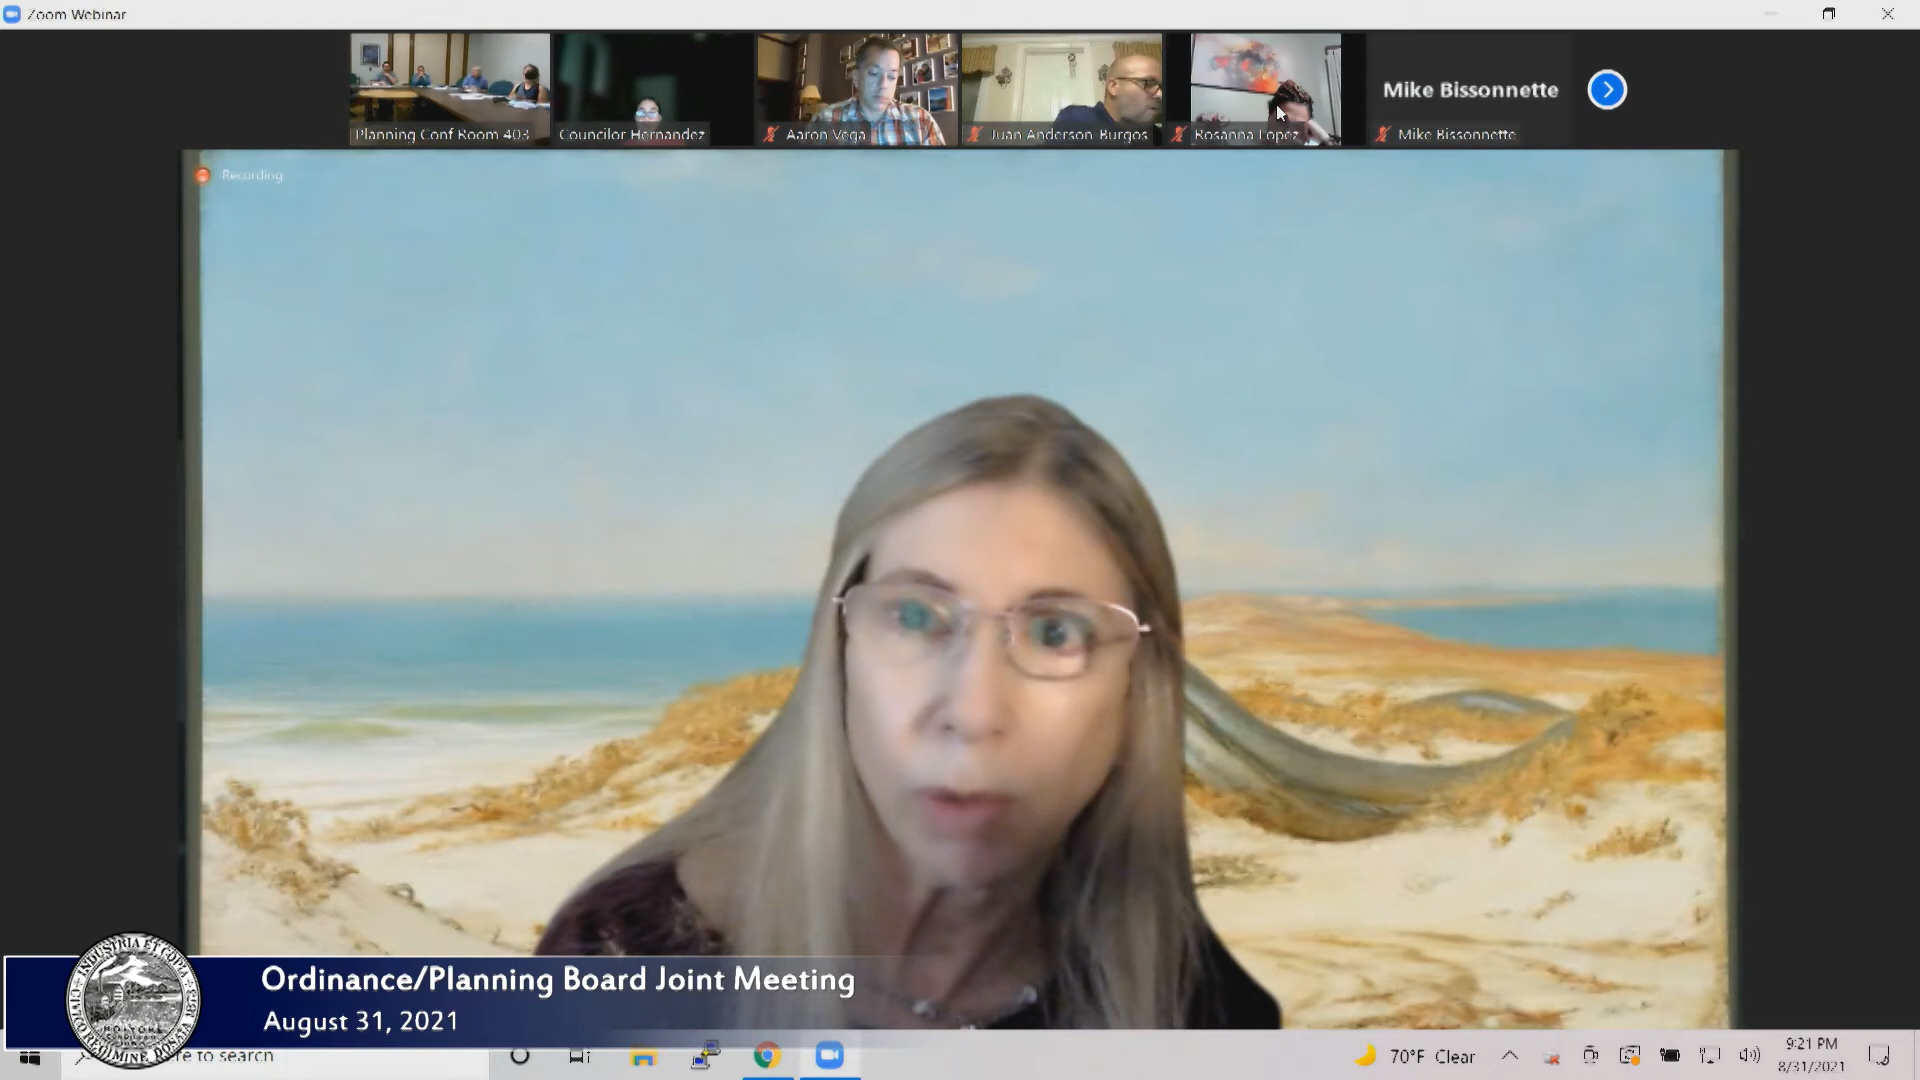 Zoom Webinar
Mike Bissonnette
Planning Conf Room 403
Councilor Hernandez
Aaron Vega
Juan Anderson-Burgos
Rosanna Lopez
Mike Bissonnette
Recording
Ordinance/Planning Board Joint Meeting
August 31, 2021
HOLYOKE
re to search
70°F Clear
9:21 PM
8/31/2021